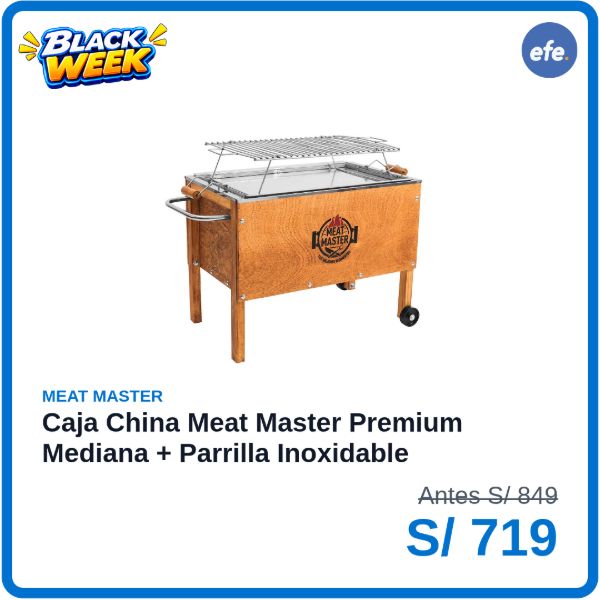 BLACK
WEEK
efe.
MEAT
MASTER
MEAT MASTER
Caja China Meat Master Premium
Mediana + Parrilla Inoxidable
Antes S/ 849
S/ 719